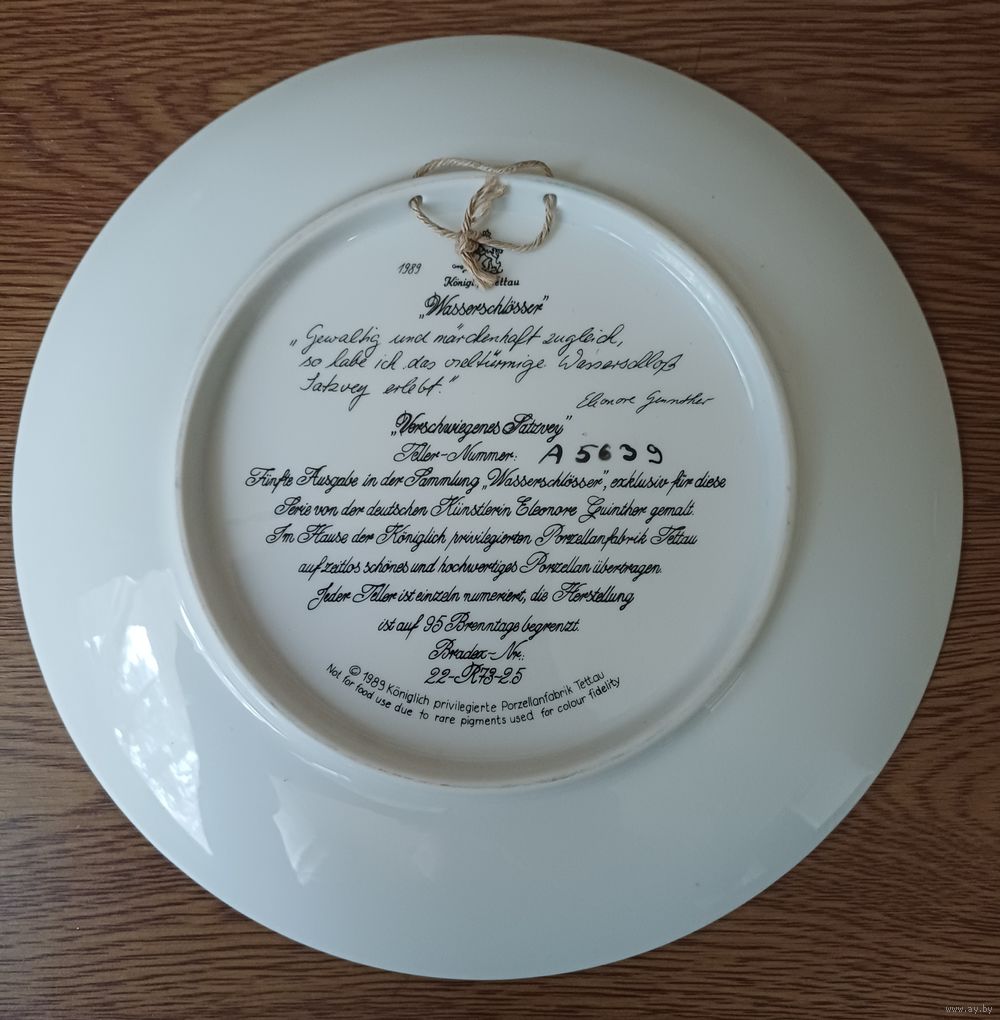 1989
Königl. Tettau
„Wasserschlösser"
„Gewaltig und märchenhaft zugleich,
so habe ich das vieltürmige Wasserschloß
Satzvey erlebt."
Eleonore Guinther
„Verschwiegenes Satzvey"
Teller-Nummer: A 5639
Fünfte Ausgabe in der Sammlung „Wasserschlösser", exklusiv für diese
Serie von der deutschen Künstlerin Eleonore Guinther gemalt.
Im Hause der Königlich privilegierten Porzellanfabrik Tettau
auf zeitlos schönes und hochwertiges Porzellan übertragen.
Jeder Teller ist einzeln numeriert, die Herstellung
ist auf 95 Brenntage begrenzt.
Bradex-Nr.:
22-R73-2.5
© 1989 Königlich privilegierte Porzellanfabrik Tettau
Not for food use due to rare pigments used for colour fidelity
www.ay.by